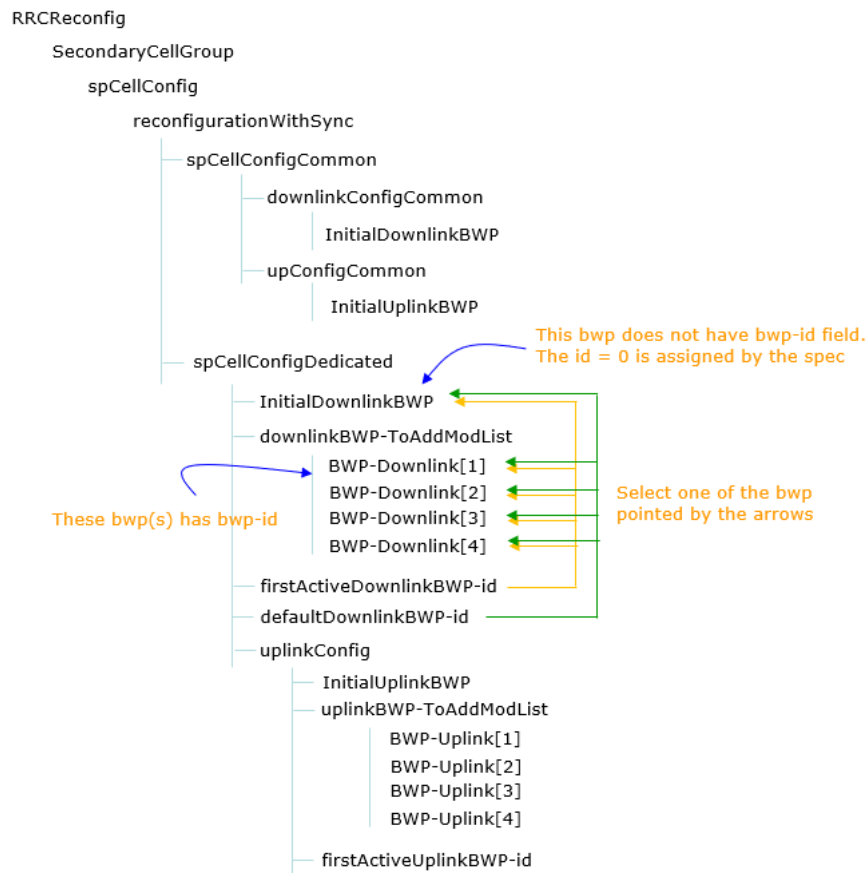 RRCReconfig
SecondaryCellGroup
spCellConfig
reconfigurationWithSync
spCellConfigCommon
downlinkConfigCommon
InitialDownlinkBWP
upConfigCommon
InitialUplinkBWP
This bwp does not have bwp-id field.
The id = 0 is assigned by the spec
spCellConfigDedicated
InitialDownlinkBWP
downlinkBWP-ToAddModList
BWP-Downlink[1]
BWP-Downlink[2]
BWP-Downlink[3]
BWP-Downlink[4]
These bwp(s) has bwp-id
Select one of the bwp
pointed by the arrows
firstActiveDownlinkBWP-id
defaultDownlinkBWP-id
uplinkConfig
InitialUplinkBWP
uplinkBWP-ToAddModList
BWP-Uplink[1]
BWP-Uplink[2]
BWP-Uplink[3]
BWP-Uplink[4]
firstActiveUplinkBWP-id